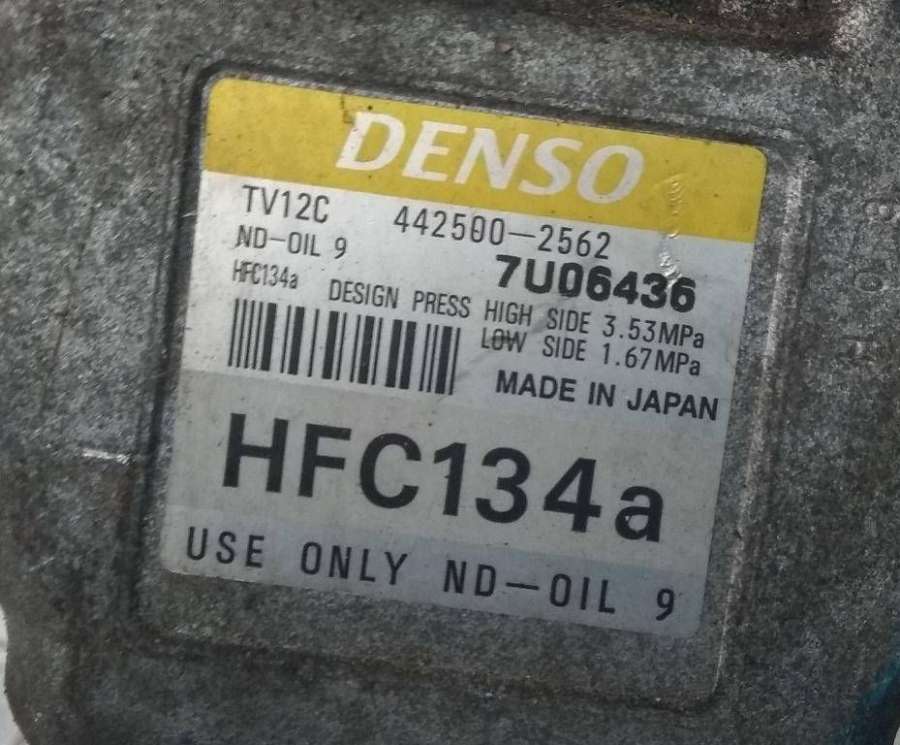 DENSO
TV12C 442500-2562
ND-OIL 9 7U06436
HFC134a DESIGN PRESS HIGH SIDE 3.53MPa
LOW SIDE 1.67MPa
MADE IN JAPAN
HFC134a
USE ONLY ND-OIL 9